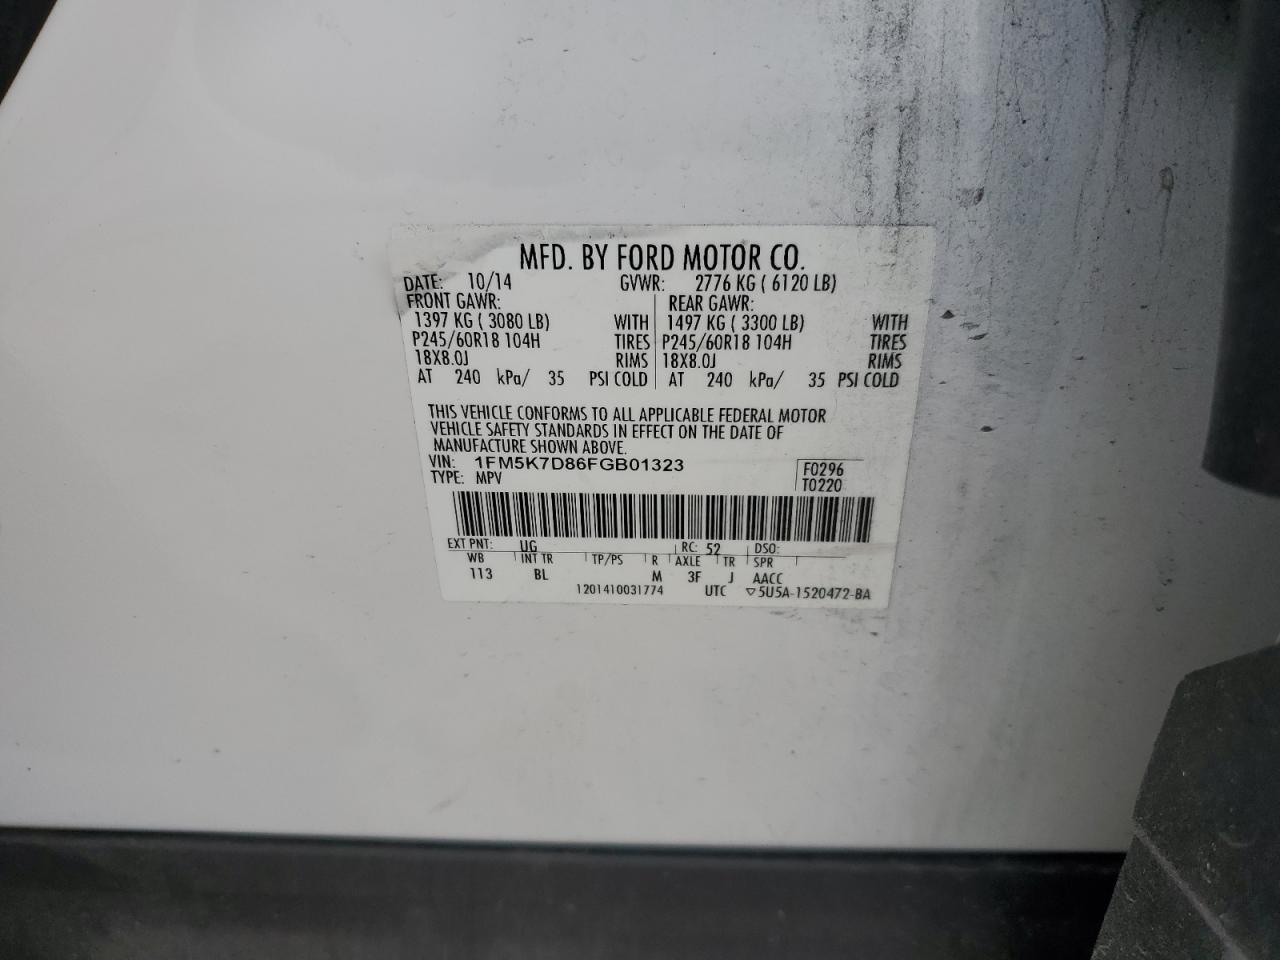 MFD. BY FORD MOTOR CO.
DATE: 10/14 GVWR: 2776 KG ( 6120 LB)
FRONT GAWR: REAR GAWR:
1397 KG ( 3080 LB) WITH 1497 KG ( 3300 LB) WITH
P245/60R18 104H TIRES P245/60R18 104H TIRES
18X8.0J RIMS 18X8.0J RIMS
AT 240 kPa/ 35 PSI COLD AT 240 kPa/ 35 PSI COLD
THIS VEHICLE CONFORMS TO ALL APPLICABLE FEDERAL MOTOR
VEHICLE SAFETY STANDARDS IN EFFECT ON THE DATE OF
MANUFACTURE SHOWN ABOVE.
VIN: 1FM5K7D86FGB01323 F0296
TYPE: MPV T0220
EXT PNT: UG RC: 52 DSO:
WB INT TR TP/PS R AXLE TR SPR
113 BL M 3F J AACC
1201410031774 UTC ▽5U5A-1520472-BA